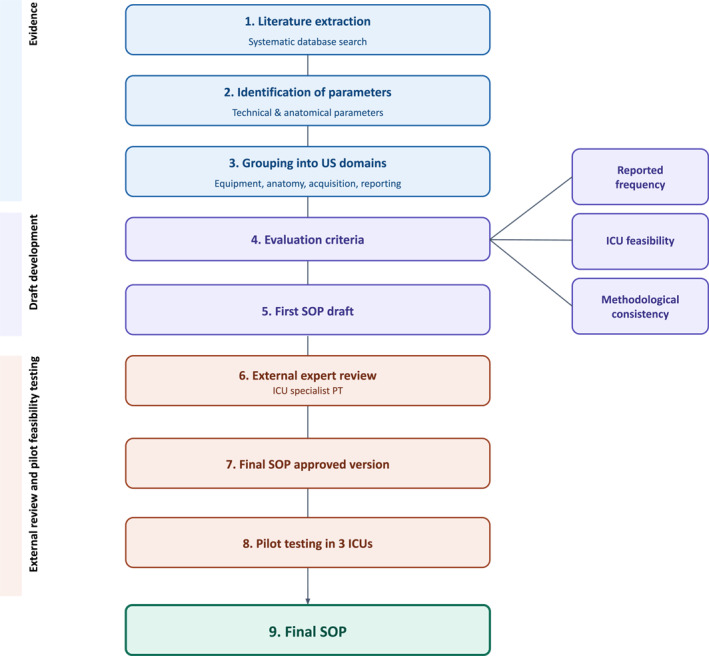 Evidence
1. Literature extraction
Systematic database search
2. Identification of parameters
Technical & anatomical parameters
3. Grouping into US domains
Equipment, anatomy, acquisition, reporting
Reported
frequency
Draft development
4. Evaluation criteria
ICU feasibility
5. First SOP draft
Methodological
consistency
External review and pilot feasibility testing
6. External expert review
ICU specialist PT
7. Final SOP approved version
8. Pilot testing in 3 ICUs
9. Final SOP